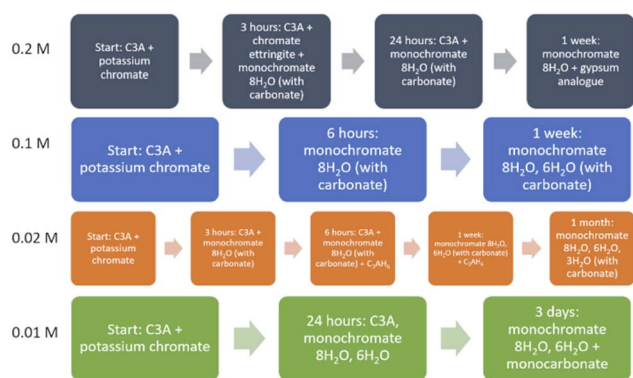 0.2 M
Start: C3A +
potassium
chromate
3 hours: C3A +
chromate
ettringite +
monochromate
8H₂O (with
carbonate)
24 hours: C3A +
monochromate
8H₂O (with
carbonate)
1 week:
monochromate
8H₂O + gypsum
analogue
0.1 M
Start: C3A +
potassium chromate
6 hours:
monochromate
8H₂O (with
carbonate)
1 week:
monochromate
8H₂O, 6H₂O (with
carbonate)
0.02 M
Start: C3A +
potassium
chromate
3 hours: C3A +
monochromate
8H₂O (with
carbonate)
6 hours: C3A +
monochromate
8H₂O (with
carbonate) + C₃AH₆
1 week:
monochromate 8H₂O,
6H₂O (with carbonate)
+ C₃AH₆
1 month:
monochromate
8H₂O, 6H₂O,
3H₂O (with
carbonate)
0.01 M
Start: C3A +
potassium chromate
24 hours: C3A,
monochromate
8H₂O, 6H₂O
3 days:
monochromate
8H₂O, 6H₂O +
monocarbonate